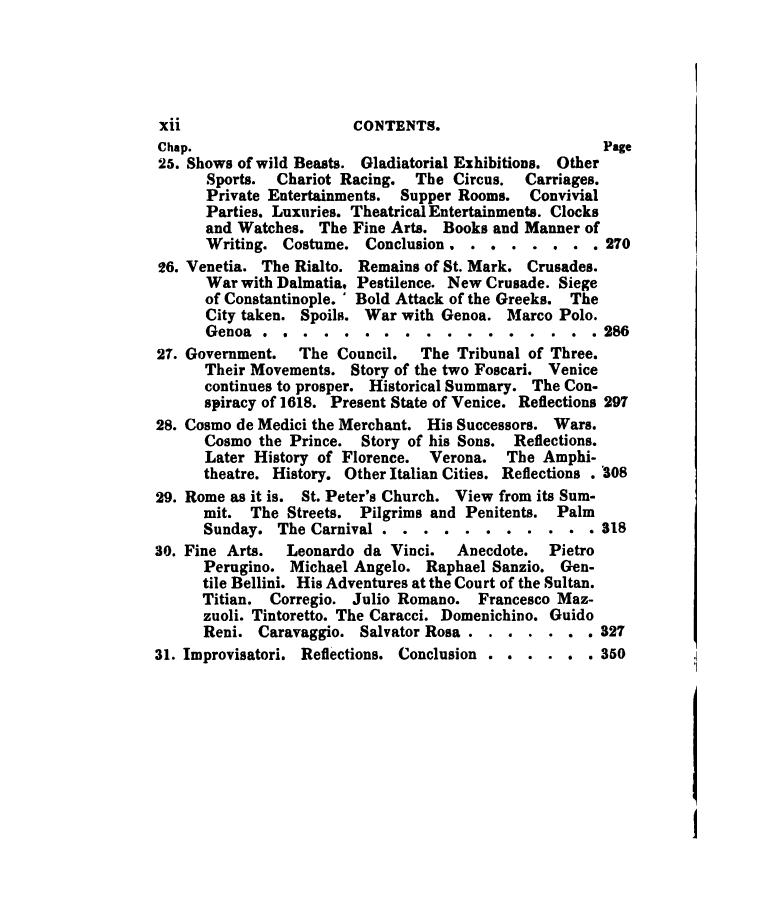 xii CONTENTS.
Chap. Page
25. Shows of wild Beasts. Gladiatorial Exhibitions. Other
Sports. Chariot Racing. The Circus. Carriages.
Private Entertainments. Supper Rooms. Convivial
Parties. Luxuries. Theatrical Entertainments. Clocks
and Watches. The Fine Arts. Books and Manner of
Writing. Costume. Conclusion . . . . . . . . 270
26. Venetia. The Rialto. Remains of St. Mark. Crusades.
War with Dalmatia. Pestilence. New Crusade. Siege
of Constantinople. Bold Attack of the Greeks. The
City taken. Spoils. War with Genoa. Marco Polo.
Genoa . . . . . . . . . . . . . . . . . 286
27. Government. The Council. The Tribunal of Three.
Their Movements. Story of the two Foscari. Venice
continues to prosper. Historical Summary. The Con-
spiracy of 1618. Present State of Venice. Reflections 297
28. Cosmo de Medici the Merchant. His Successors. Wars.
Cosmo the Prince. Story of his Sons. Reflections.
Later History of Florence. Verona. The Amphi-
theatre. History. Other Italian Cities. Reflections . 308
29. Rome as it is. St. Peter's Church. View from its Sum-
mit. The Streets. Pilgrims and Penitents. Palm
Sunday. The Carnival . . . . . . . . . . . 318
30. Fine Arts. Leonardo da Vinci. Anecdote. Pietro
Perugino. Michael Angelo. Raphael Sanzio. Gen-
tile Bellini. His Adventures at the Court of the Sultan.
Titian. Corregio. Julio Romano. Francesco Maz-
zuoli. Tintoretto. The Caracci. Domenichino. Guido
Reni. Caravaggio. Salvator Rosa . . . . . . . 327
31. Improvisatori. Reflections. Conclusion . . . . . . 350